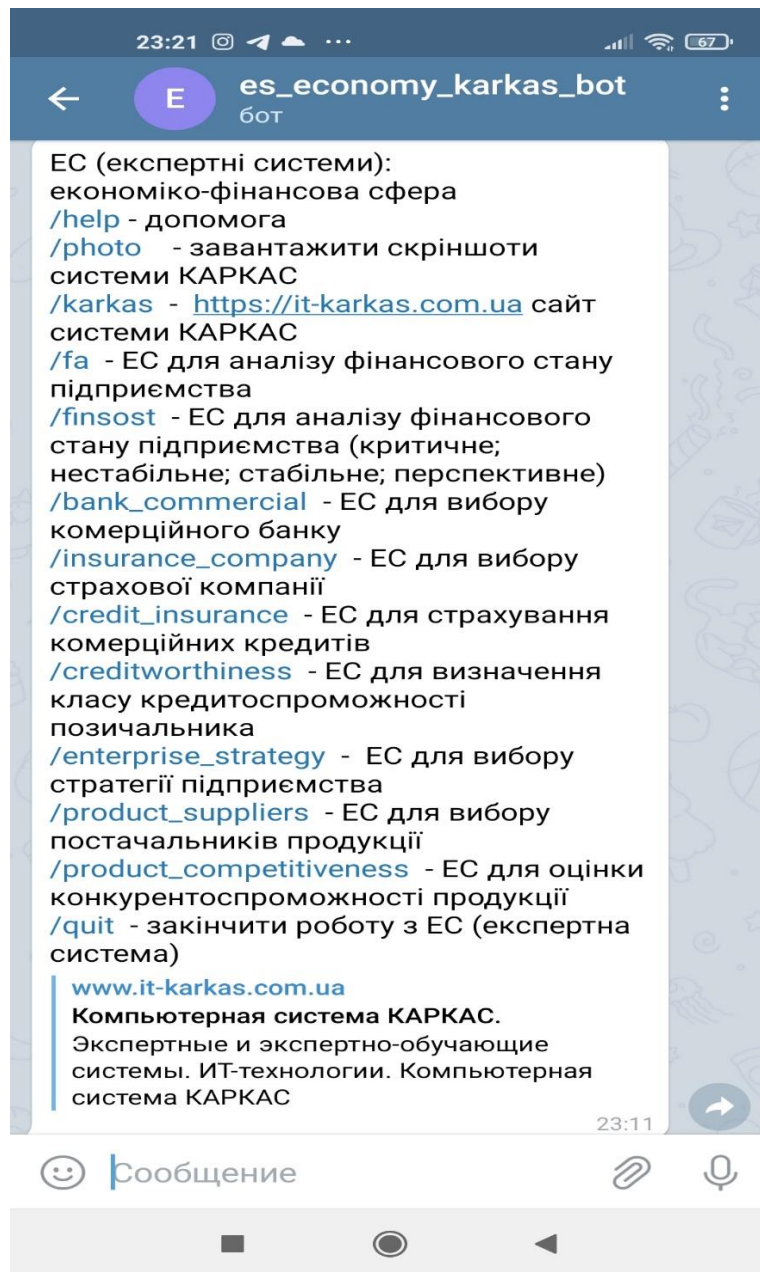 23:21 ...
67
E
es_economy_karkas_bot
бот
ЕС (експертні системи):
економіко-фінансова сфера
/help - допомога
/photo - завантажити скріншоти
системи КАРКАС
/karkas - https://it-karkas.com.ua сайт
системи КАРКАС
/fa - ЕС для аналізу фінансового стану
підприємства
/finsost - ЕС для аналізу фінансового
стану підприємства (критичне;
нестабільне; стабільне; перспективне)
/bank_commercial - ЕС для вибору
комерційного банку
/insurance_company - ЕС для вибору
страхової компанії
/credit_insurance - ЕС для страхування
комерційних кредитів
/creditworthiness - ЕС для визначення
класу кредитоспроможності
позичальника
/enterprise_strategy - ЕС для вибору
стратегії підприємства
/product_suppliers - ЕС для вибору
постачальників продукції
/product_competitiveness - ЕС для оцінки
конкурентоспроможності продукції
/quit - закінчити роботу з ЕС (експертна
система)
www.it-karkas.com.ua
Компьютерная система КАРКАС.
Экспертные и экспертно-обучающие
системы. ИТ-технологии. Компьютерная
система КАРКАС
23:11
Сообщение